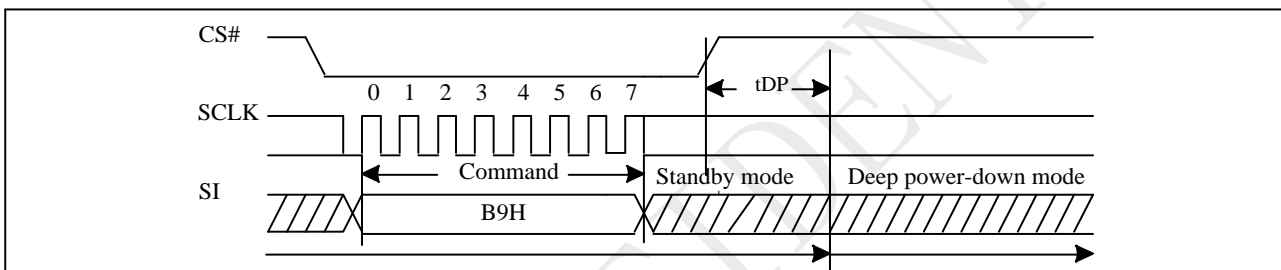 CS#
tDP
0 1 2 3 4 5 6 7
SCLK
Command
Standby mode
Deep power-down mode
SI
B9H